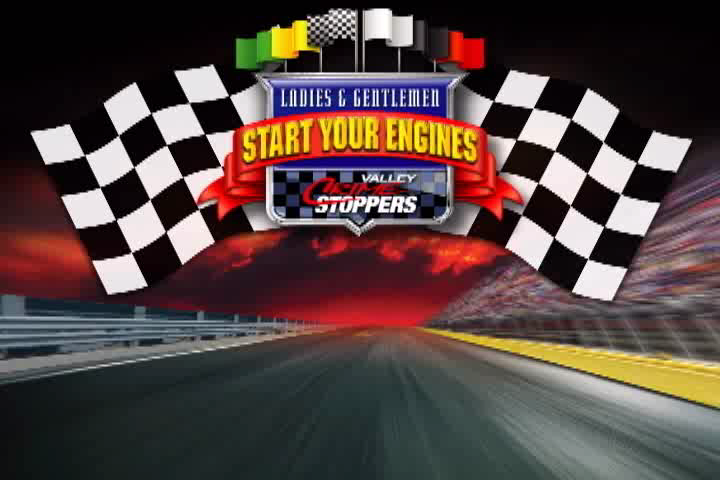 LADIES & GENTLEMEN
START YOUR ENGINES
VALLEY
CRIME
STOPPERS